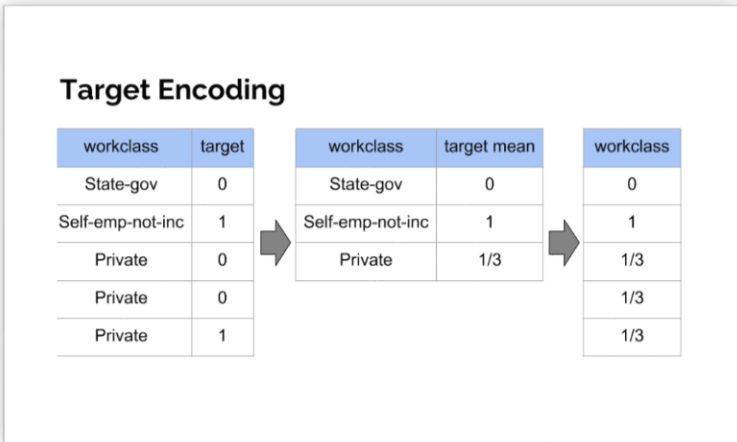 Target Encoding
workclass target
State-gov 0
Self-emp-not-inc 1
Private 0
Private 0
Private 1
workclass target mean
State-gov 0
Self-emp-not-inc 1
Private 1/3
workclass
0
1
1/3
1/3
1/3